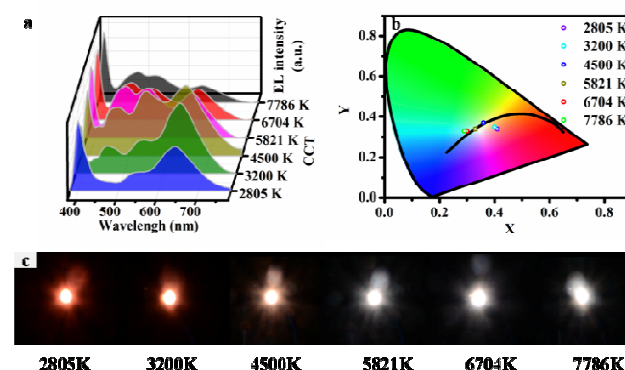 a
EL intensity
(a.u.)
7786 K
6704 K
5821 K
4500 K
3200 K
2805 K
CCT
400 500 600 700
Wavelengh (nm)
b
2805 K
3200 K
4500 K
5821 K
6704 K
7786 K
0.8
0.6
0.4
0.2
0.0
Y
0.0 0.2 0.4 0.6 0.8
X
c
2805K 3200K 4500K 5821K 6704K 7786K